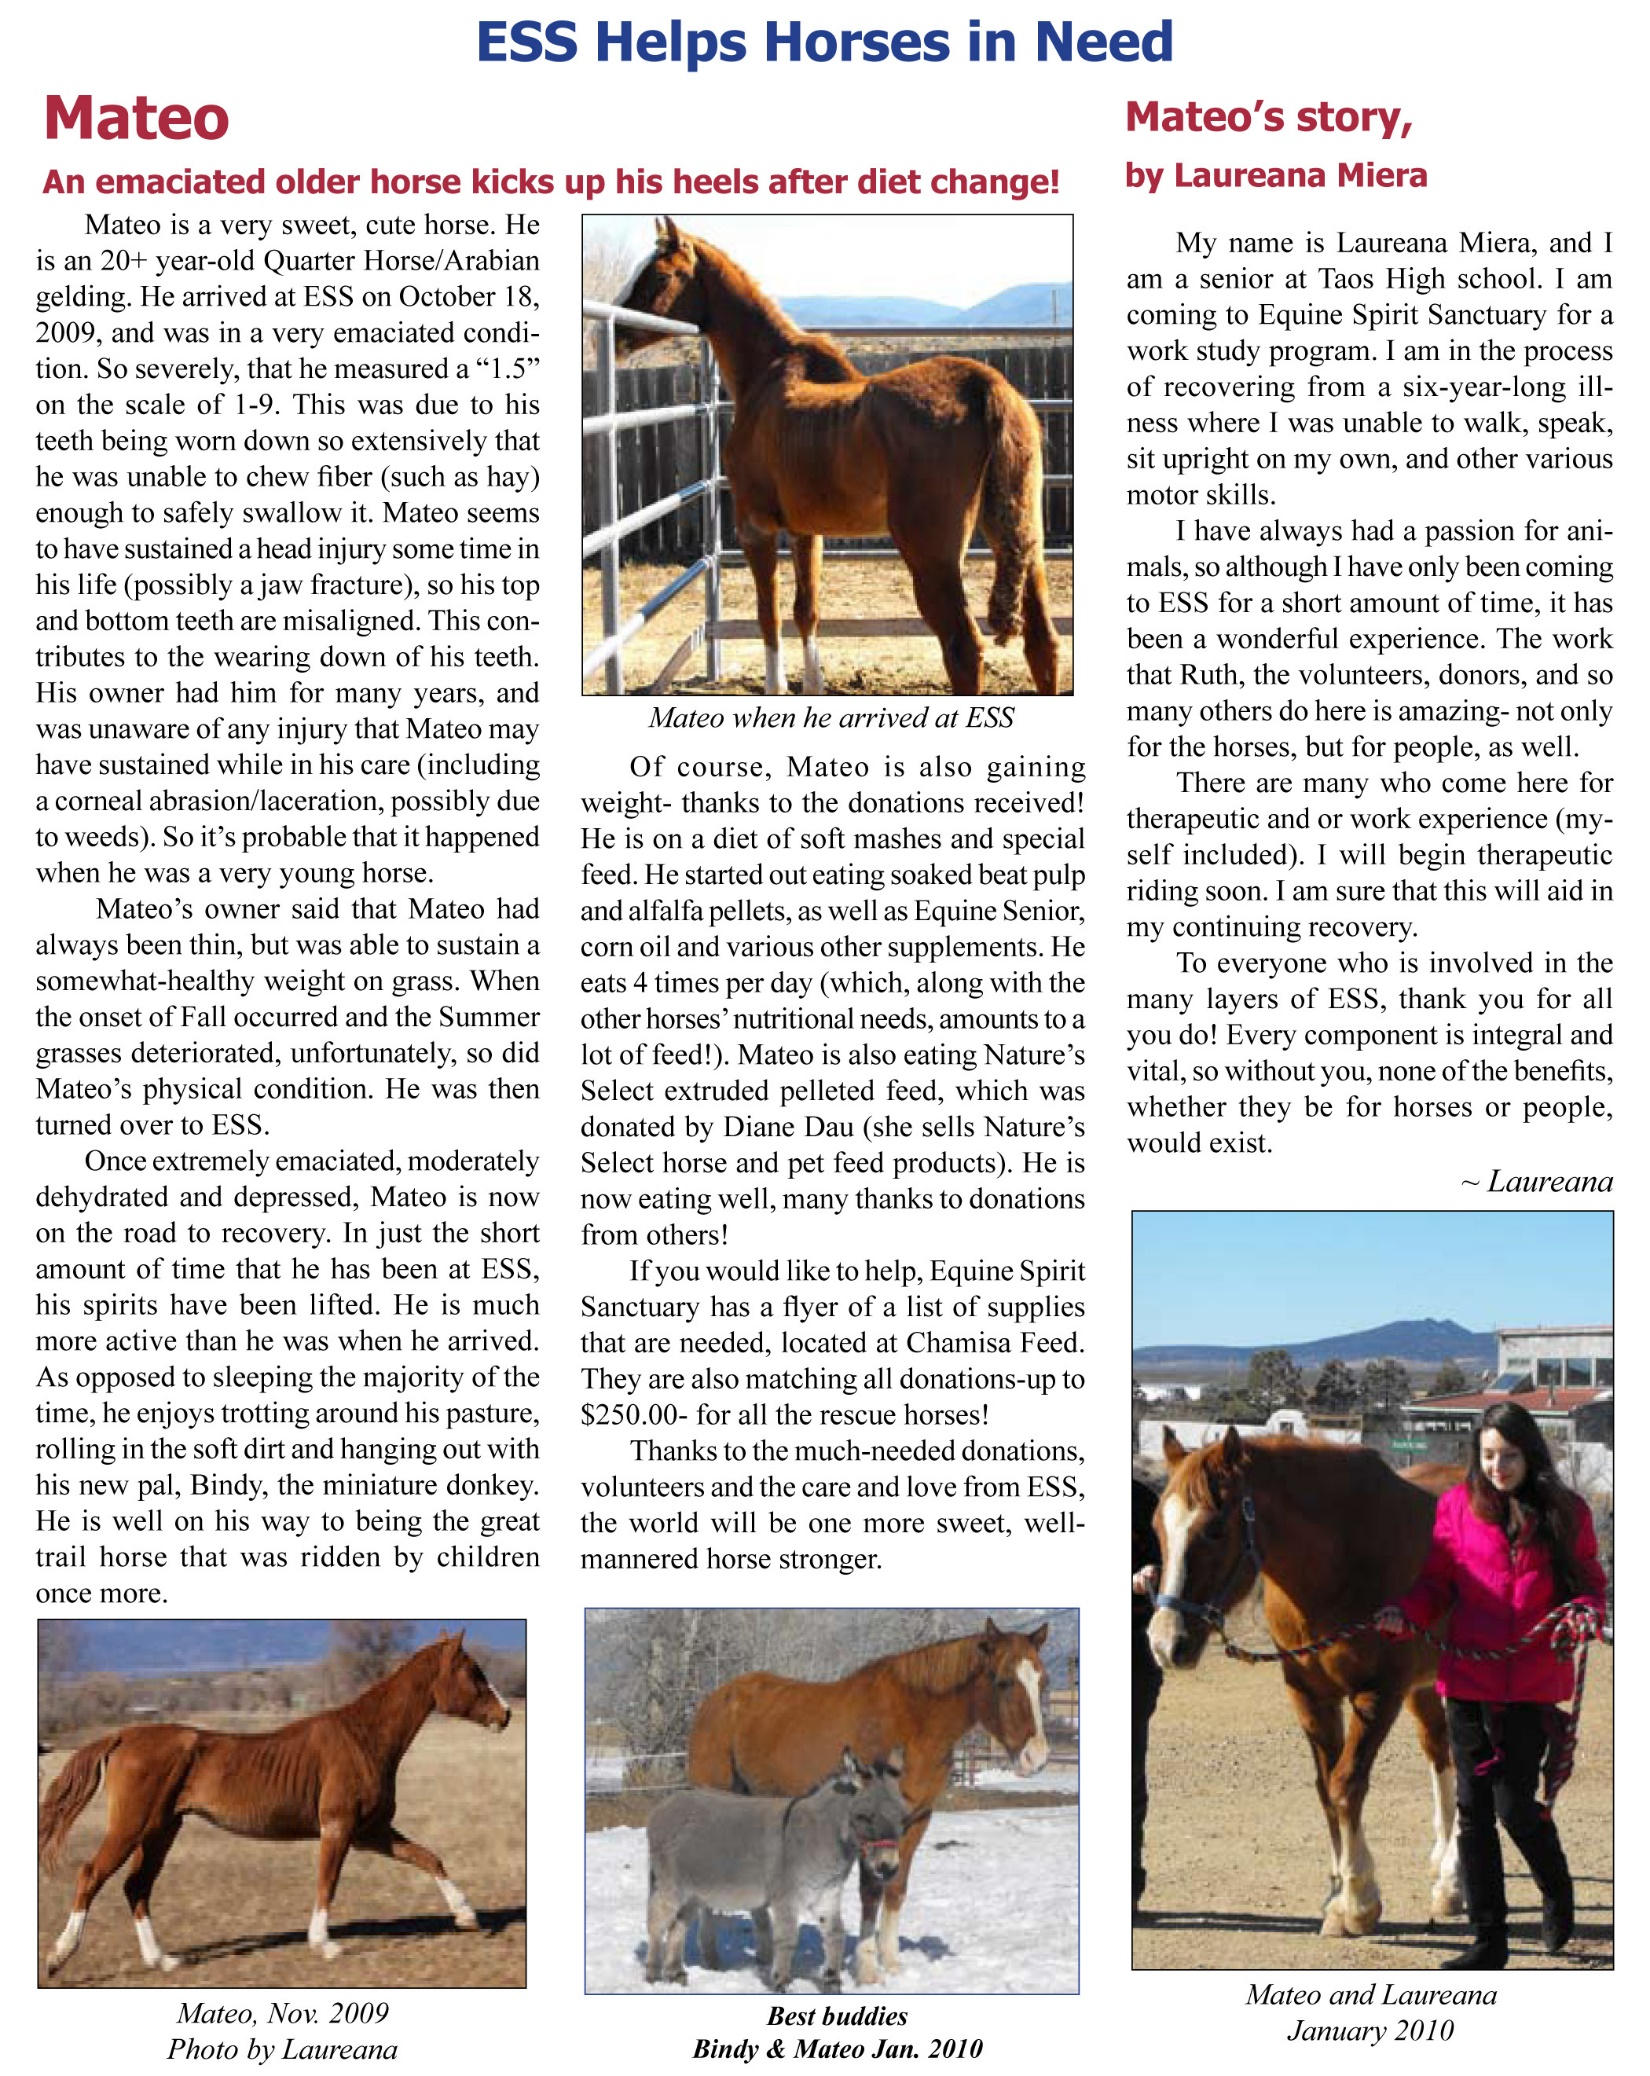 ESS Helps Horses in Need
Mateo
An emaciated older horse kicks up his heels after diet change!
Mateo is a very sweet, cute horse. He
is an 20+ year-old Quarter Horse/Arabian
gelding. He arrived at ESS on October 18,
2009, and was in a very emaciated condi-
tion. So severely, that he measured a “1.5”
on the scale of 1-9. This was due to his
teeth being worn down so extensively that
he was unable to chew fiber (such as hay)
enough to safely swallow it. Mateo seems
to have sustained a head injury some time in
his life (possibly a jaw fracture), so his top
and bottom teeth are misaligned. This con-
tributes to the wearing down of his teeth.
His owner had him for many years, and
was unaware of any injury that Mateo may
have sustained while in his care (including
a corneal abrasion/laceration, possibly due
to weeds). So it’s probable that it happened
when he was a very young horse.
Mateo’s owner said that Mateo had
always been thin, but was able to sustain a
somewhat-healthy weight on grass. When
the onset of Fall occurred and the Summer
grasses deteriorated, unfortunately, so did
Mateo’s physical condition. He was then
turned over to ESS.
Once extremely emaciated, moderately
dehydrated and depressed, Mateo is now
on the road to recovery. In just the short
amount of time that he has been at ESS,
his spirits have been lifted. He is much
more active than he was when he arrived.
As opposed to sleeping the majority of the
time, he enjoys trotting around his pasture,
rolling in the soft dirt and hanging out with
his new pal, Bindy, the miniature donkey.
He is well on his way to being the great
trail horse that was ridden by children
once more.
Mateo, Nov. 2009
Photo by Laureana
Mateo when he arrived at ESS
Of course, Mateo is also gaining
weight- thanks to the donations received!
He is on a diet of soft mashes and special
feed. He started out eating soaked beat pulp
and alfalfa pellets, as well as Equine Senior,
corn oil and various other supplements. He
eats 4 times per day (which, along with the
other horses’ nutritional needs, amounts to a
lot of feed!). Mateo is also eating Nature’s
Select extruded pelleted feed, which was
donated by Diane Dau (she sells Nature’s
Select horse and pet feed products). He is
now eating well, many thanks to donations
from others!
If you would like to help, Equine Spirit
Sanctuary has a flyer of a list of supplies
that are needed, located at Chamisa Feed.
They are also matching all donations-up to
$250.00- for all the rescue horses!
Thanks to the much-needed donations,
volunteers and the care and love from ESS,
the world will be one more sweet, well-
mannered horse stronger.
Best buddies
Bindy & Mateo Jan. 2010
Mateo’s story,
by Laureana Miera
My name is Laureana Miera, and I
am a senior at Taos High school. I am
coming to Equine Spirit Sanctuary for a
work study program. I am in the process
of recovering from a six-year-long ill-
ness where I was unable to walk, speak,
sit upright on my own, and other various
motor skills.
I have always had a passion for ani-
mals, so although I have only been coming
to ESS for a short amount of time, it has
been a wonderful experience. The work
that Ruth, the volunteers, donors, and so
many others do here is amazing- not only
for the horses, but for people, as well.
There are many who come here for
therapeutic and or work experience (my-
self included). I will begin therapeutic
riding soon. I am sure that this will aid in
my continuing recovery.
To everyone who is involved in the
many layers of ESS, thank you for all
you do! Every component is integral and
vital, so without you, none of the benefits,
whether they be for horses or people,
would exist.
~ Laureana
Mateo and Laureana
January 2010